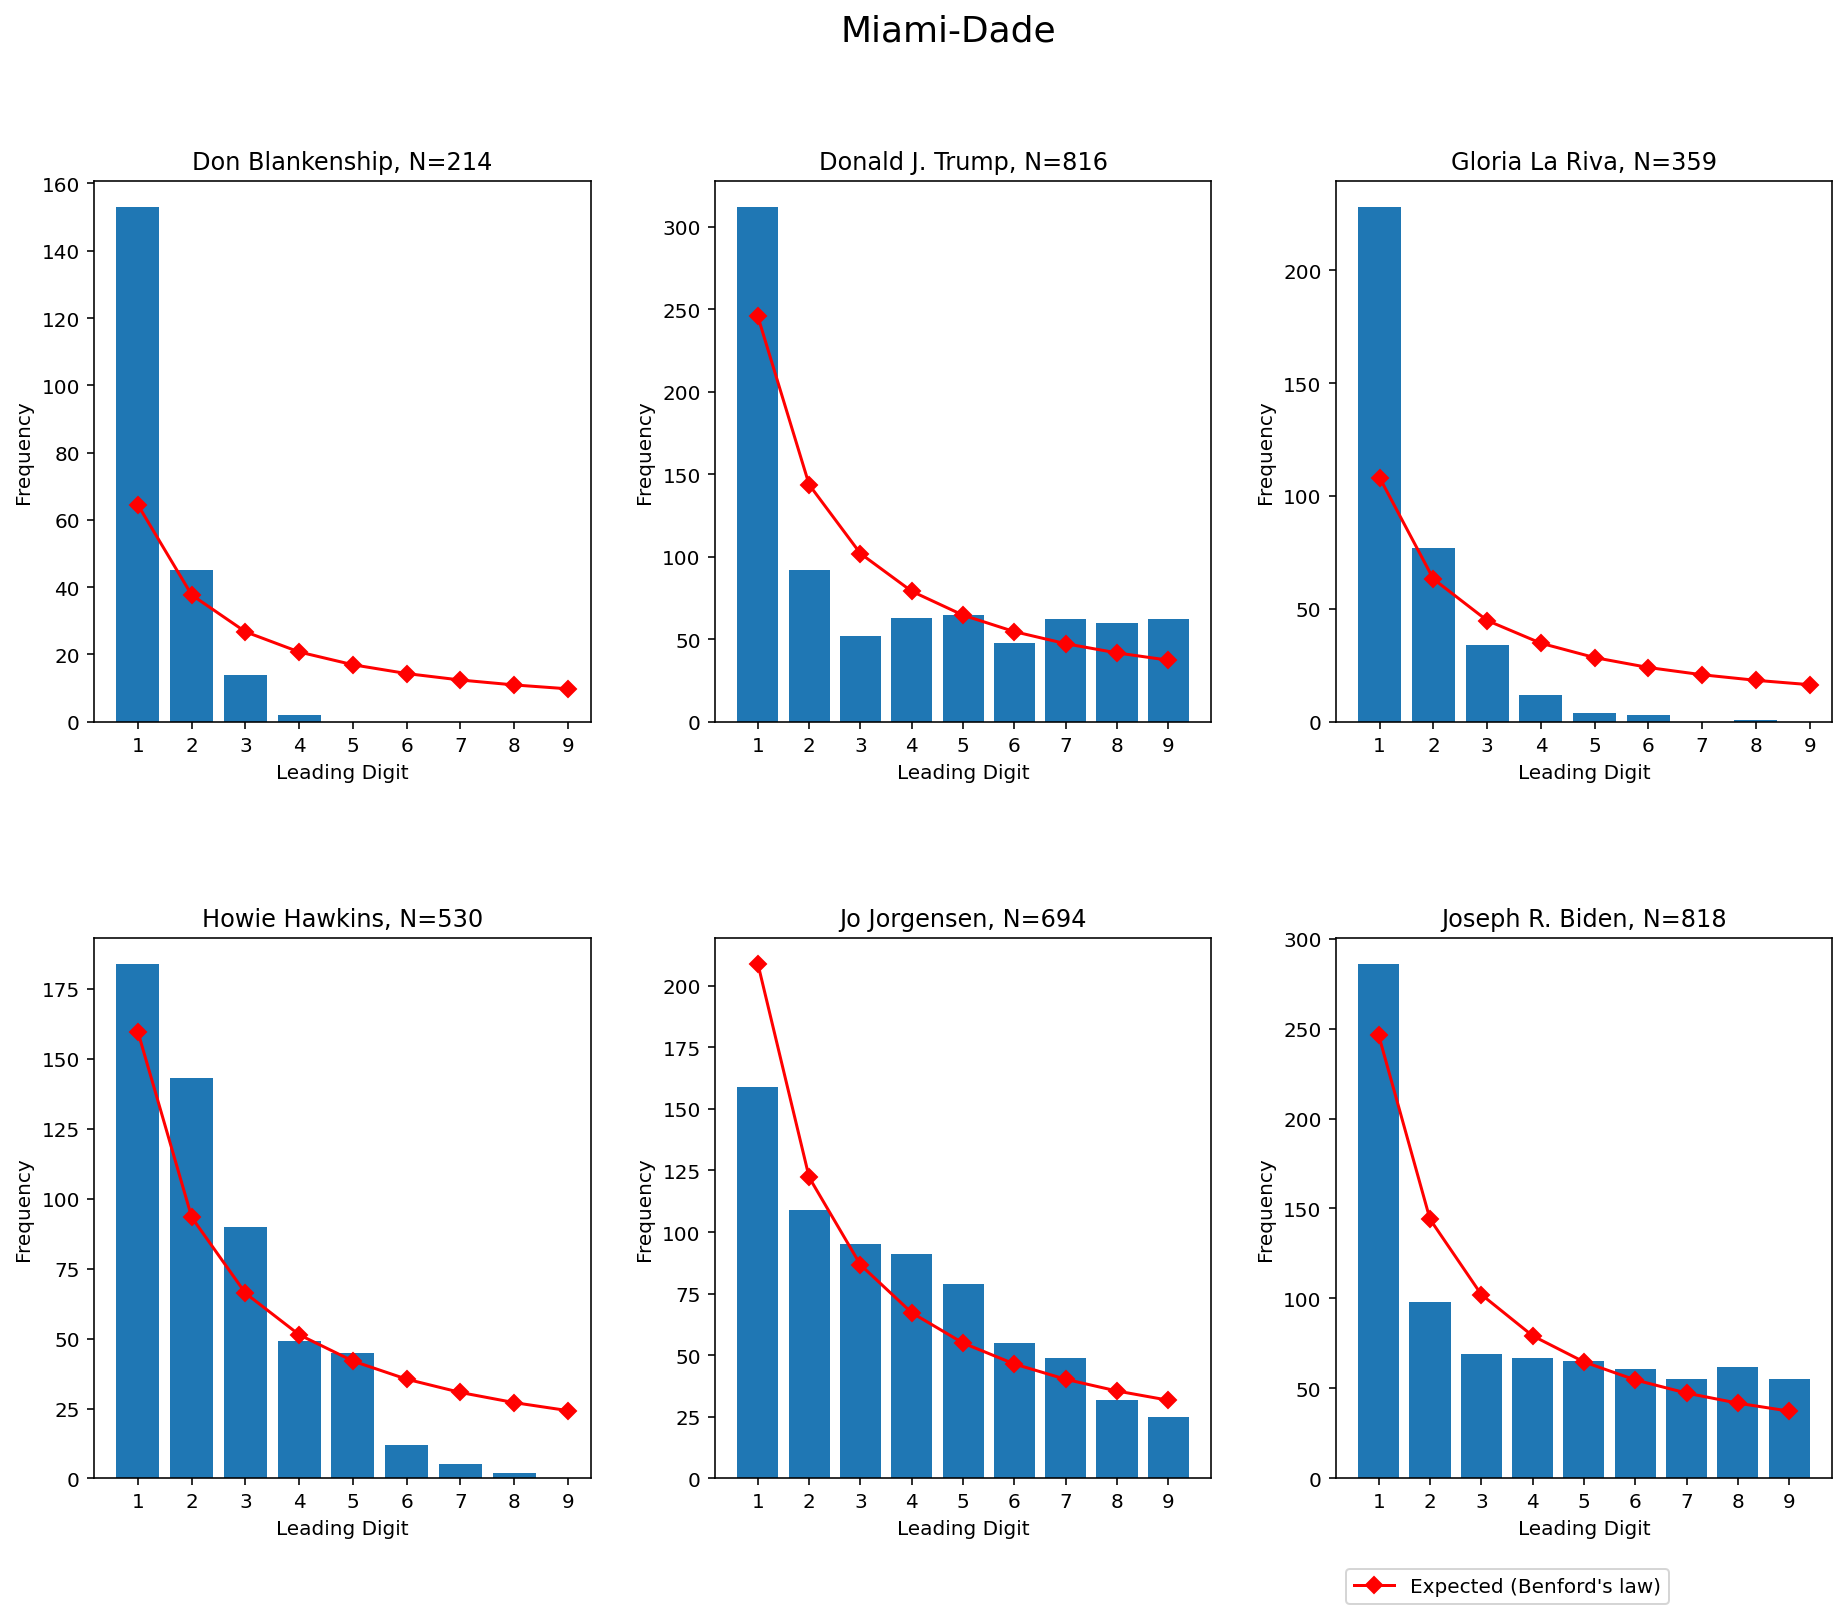 Miami-Dade
Don Blankenship, N=214
160
140
120
100
80
60
40
20
0
Frequency
1 2 3 4 5 6 7 8 9
Leading Digit
Donald J. Trump, N=816
300
250
200
150
100
50
0
Frequency
1 2 3 4 5 6 7 8 9
Leading Digit
Gloria La Riva, N=359
200
150
100
50
0
Frequency
1 2 3 4 5 6 7 8 9
Leading Digit
Howie Hawkins, N=530
175
150
125
100
75
50
25
0
Frequency
1 2 3 4 5 6 7 8 9
Leading Digit
Jo Jorgensen, N=694
200
175
150
125
100
75
50
25
0
Frequency
1 2 3 4 5 6 7 8 9
Leading Digit
Joseph R. Biden, N=818
300
250
200
150
100
50
0
Frequency
1 2 3 4 5 6 7 8 9
Leading Digit
Expected (Benford's law)